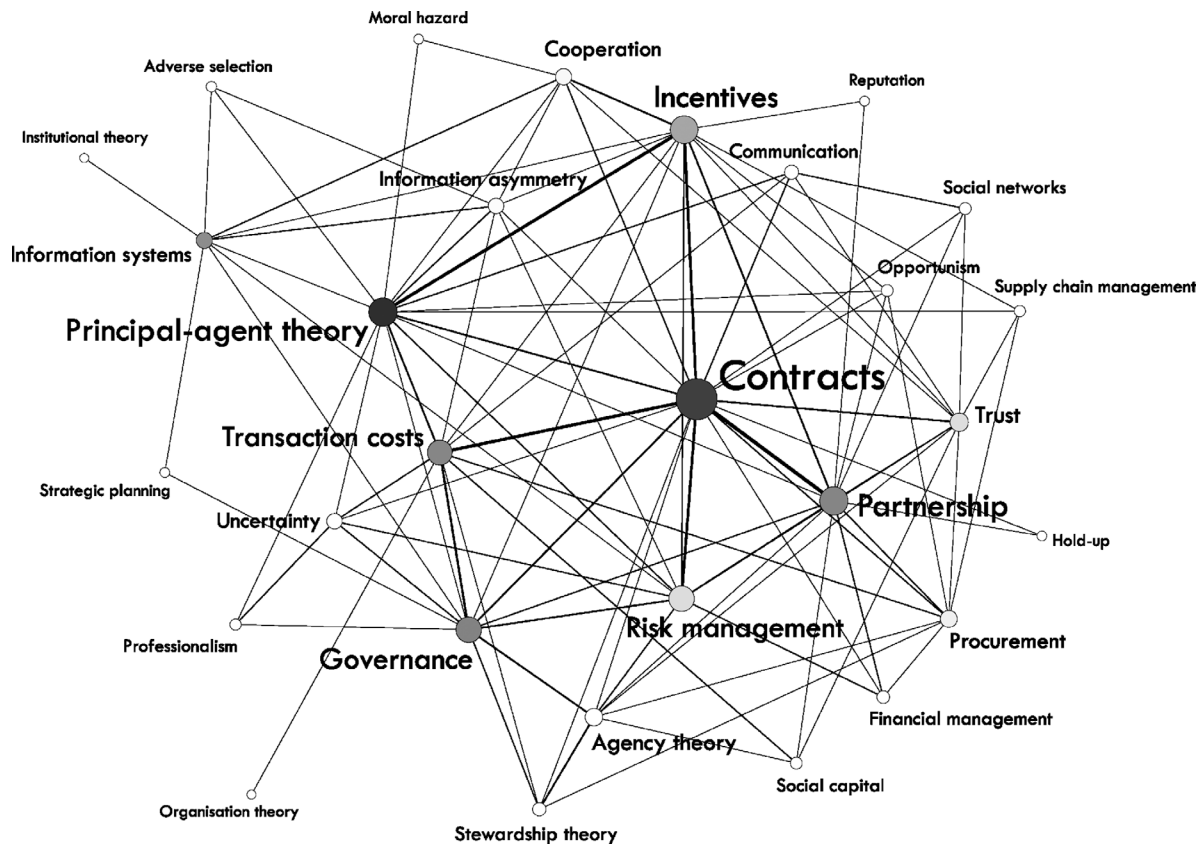 Moral hazard
Cooperation
Adverse selection
Reputation
Incentives
Institutional theory
Communication
Information asymmetry
Social networks
Information systems
Opportunism
Supply chain management
Principal-agent theory
Contracts
Trust
Transaction costs
Strategic planning
Partnership
Uncertainty
Hold-up
Risk management
Professionalism
Procurement
Governance
Financial management
Agency theory
Social capital
Organisation theory
Stewardship theory